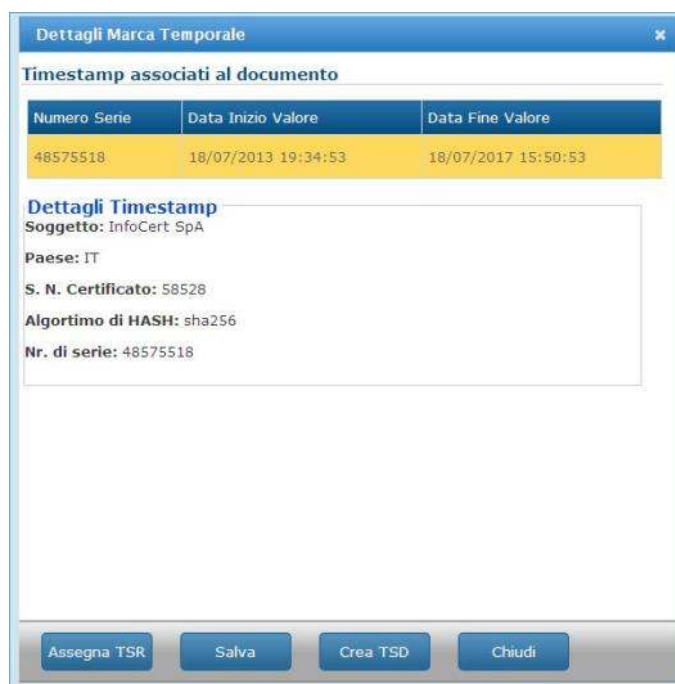 Dettagli Marca Temporale
Timestamp associati al documento
Numero Serie Data Inizio Valore Data Fine Valore
48575518 18/07/2013 19:34:53 18/07/2017 15:50:53
Dettagli Timestamp
Soggetto: InfoCert SpA
Paese: IT
S. N. Certificato: 58528
Algortimo di HASH: sha256
Nr. di serie: 48575518
Assegna TSR Salva Crea TSD Chiudi